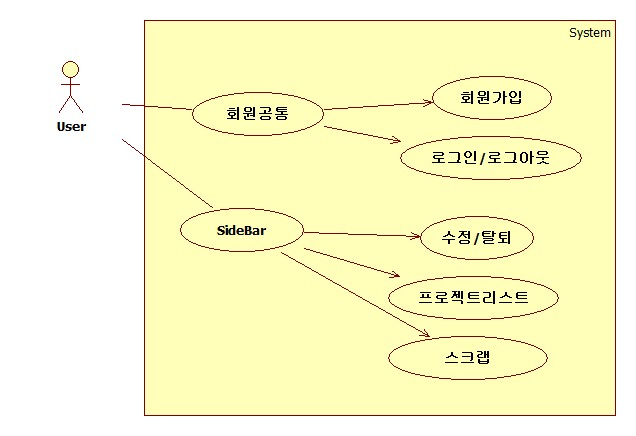 System
User
회원공통
회원가입
로그인/로그아웃
SideBar
수정/탈퇴
프로젝트리스트
스크랩